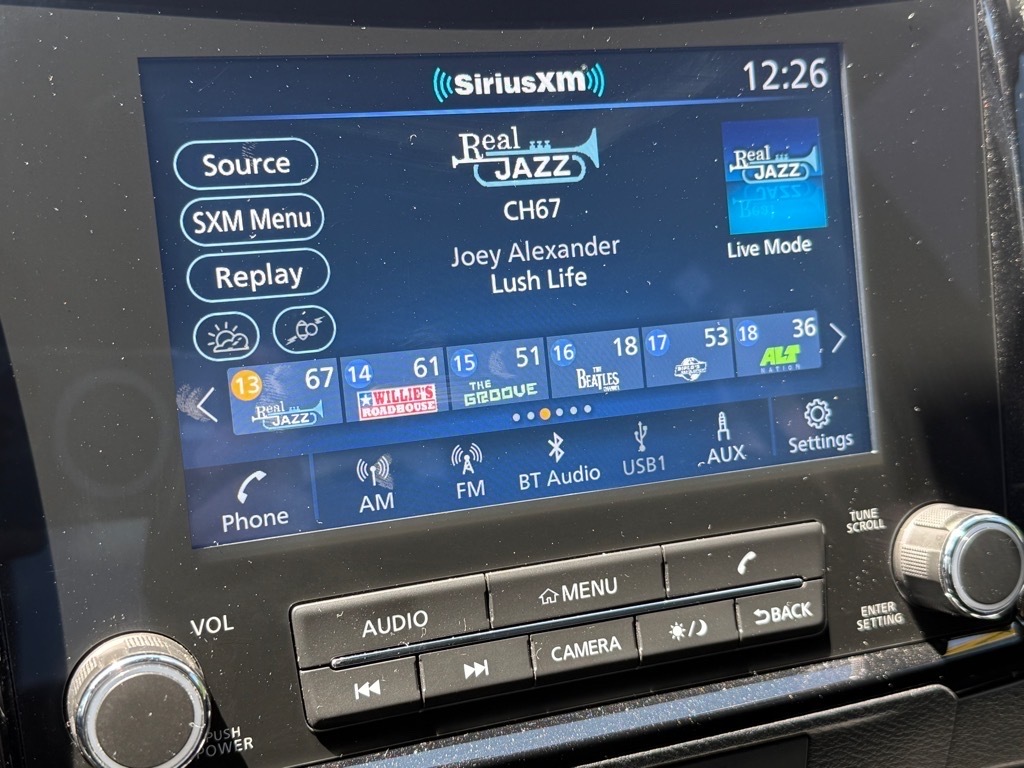 SiriusXM
12:26
Source
SXM Menu
Replay
Real
JAZZ
CH67
Joey Alexander
Lush Life
Real
JAZZ
Live Mode
13 67
Real
JAZZ
14 61
WILLIE'S
ROADHOUSE
15 51
THE
GROOVE
16 18
THE
BEATLES
CHANNEL
17 53
18 36
ALT
NATION
Phone
AM
FM
BT Audio
USB1
AUX
Settings
TUNE
SCROLL
VOL
AUDIO
MENU
CAMERA
BACK
ENTER
SETTING
PUSH
POWER